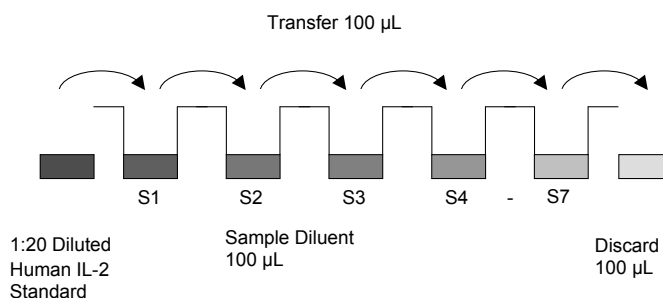 Transfer 100 µL
S1 S2 S3 S4 - S7
1:20 Diluted
Human IL-2
Standard
Sample Diluent
100 µL
Discard
100 µL